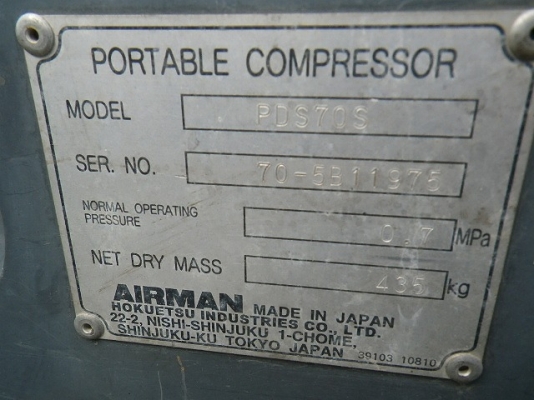 PORTABLE COMPRESSOR
MODEL PDS70S
SER. NO. 70-5B11975
NORMAL OPERATING
PRESSURE 0.7 MPa
NET DRY MASS 435 kg
AIRMAN MADE IN JAPAN
HOKUETSU INDUSTRIES CO., LTD.
22-2, NISHI-SHINJUKU 1-CHOME,
SHINJUKU-KU TOKYO JAPAN 39103 10810